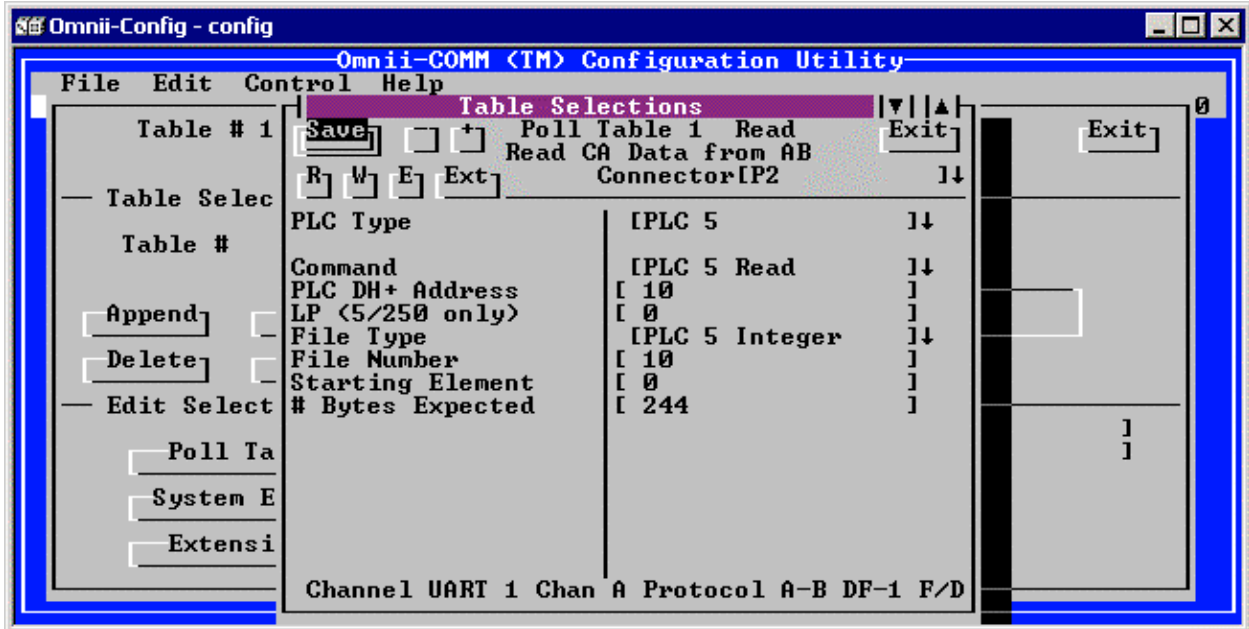 Omnii-Config - config
Omnii-COMM (TM) Configuration Utility
File Edit Control Help
Table Selections
0
Table # 1
Save - + Poll Table 1 Read Exit
Exit
Read CA Data from AB
R W E Ext Connector[P2 ]↓
Table Selec
PLC Type [PLC 5 ]↓
Table #
Command [PLC 5 Read ]↓
PLC DH+ Address [ 10 ]
Append
LP (5/250 only) [ 0 ]
File Type [PLC 5 Integer ]↓
Delete
File Number [ 10 ]
Starting Element [ 0 ]
Edit Select
# Bytes Expected [ 244 ]
]
Poll Ta
]
System E
Extensi
Channel UART 1 Chan A Protocol A-B DF-1 F/D